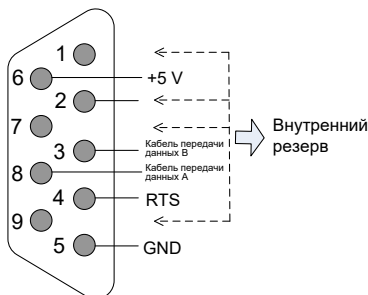 1
6
+5 V
2
7
3
Кабель передачи
данных B
8
Кабель передачи
данных A
4
RTS
9
5
GND
Внутренний
резерв